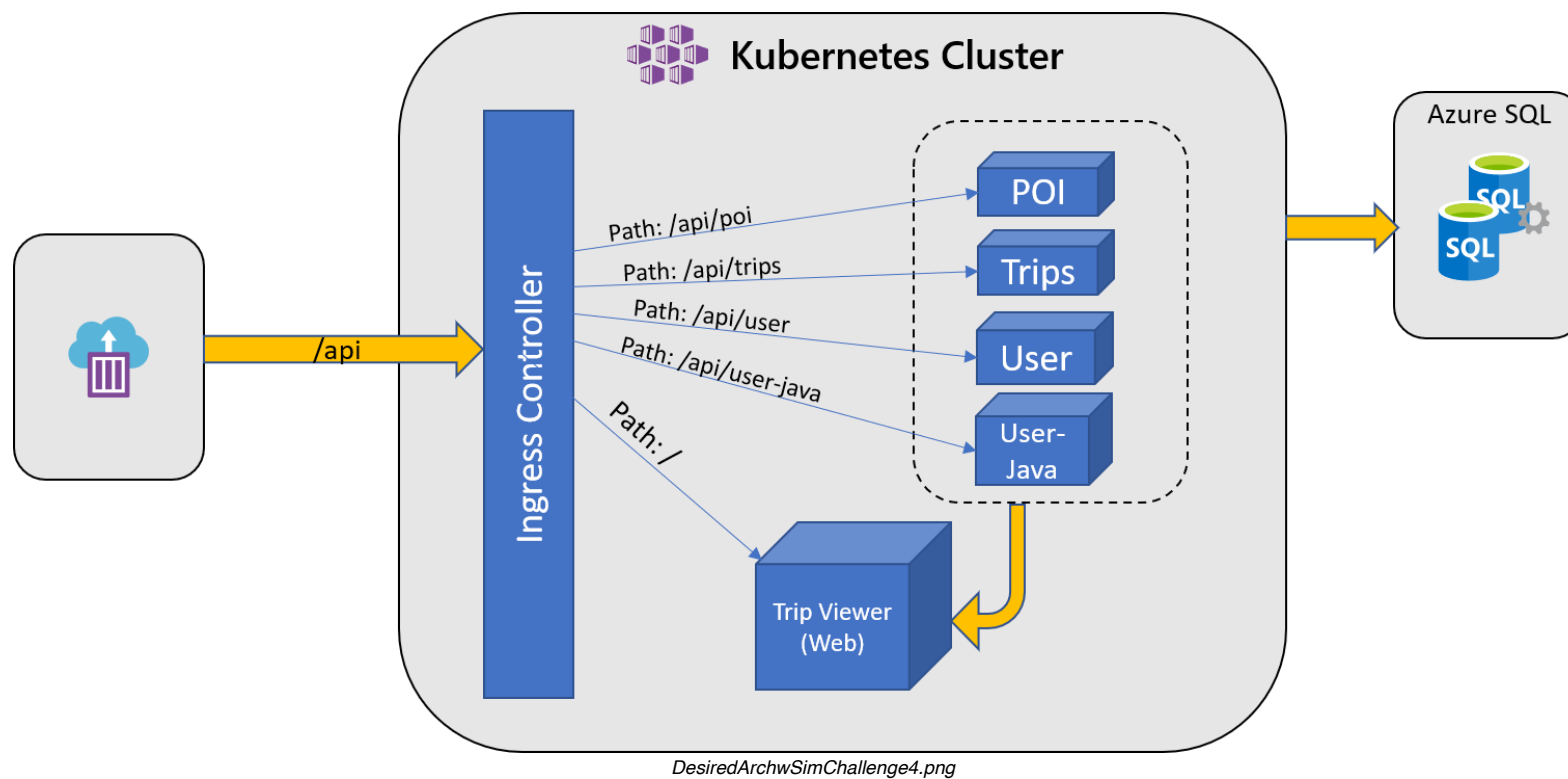 Kubernetes Cluster
Azure SQL
SQL
SQL
/api
Ingress Controller
Path: /api/poi
Path: /api/trips
Path: /api/user
Path: /api/user-java
Path: /
POI
Trips
User
User-
Java
Trip Viewer
(Web)
DesiredArchwSimChallenge4.png